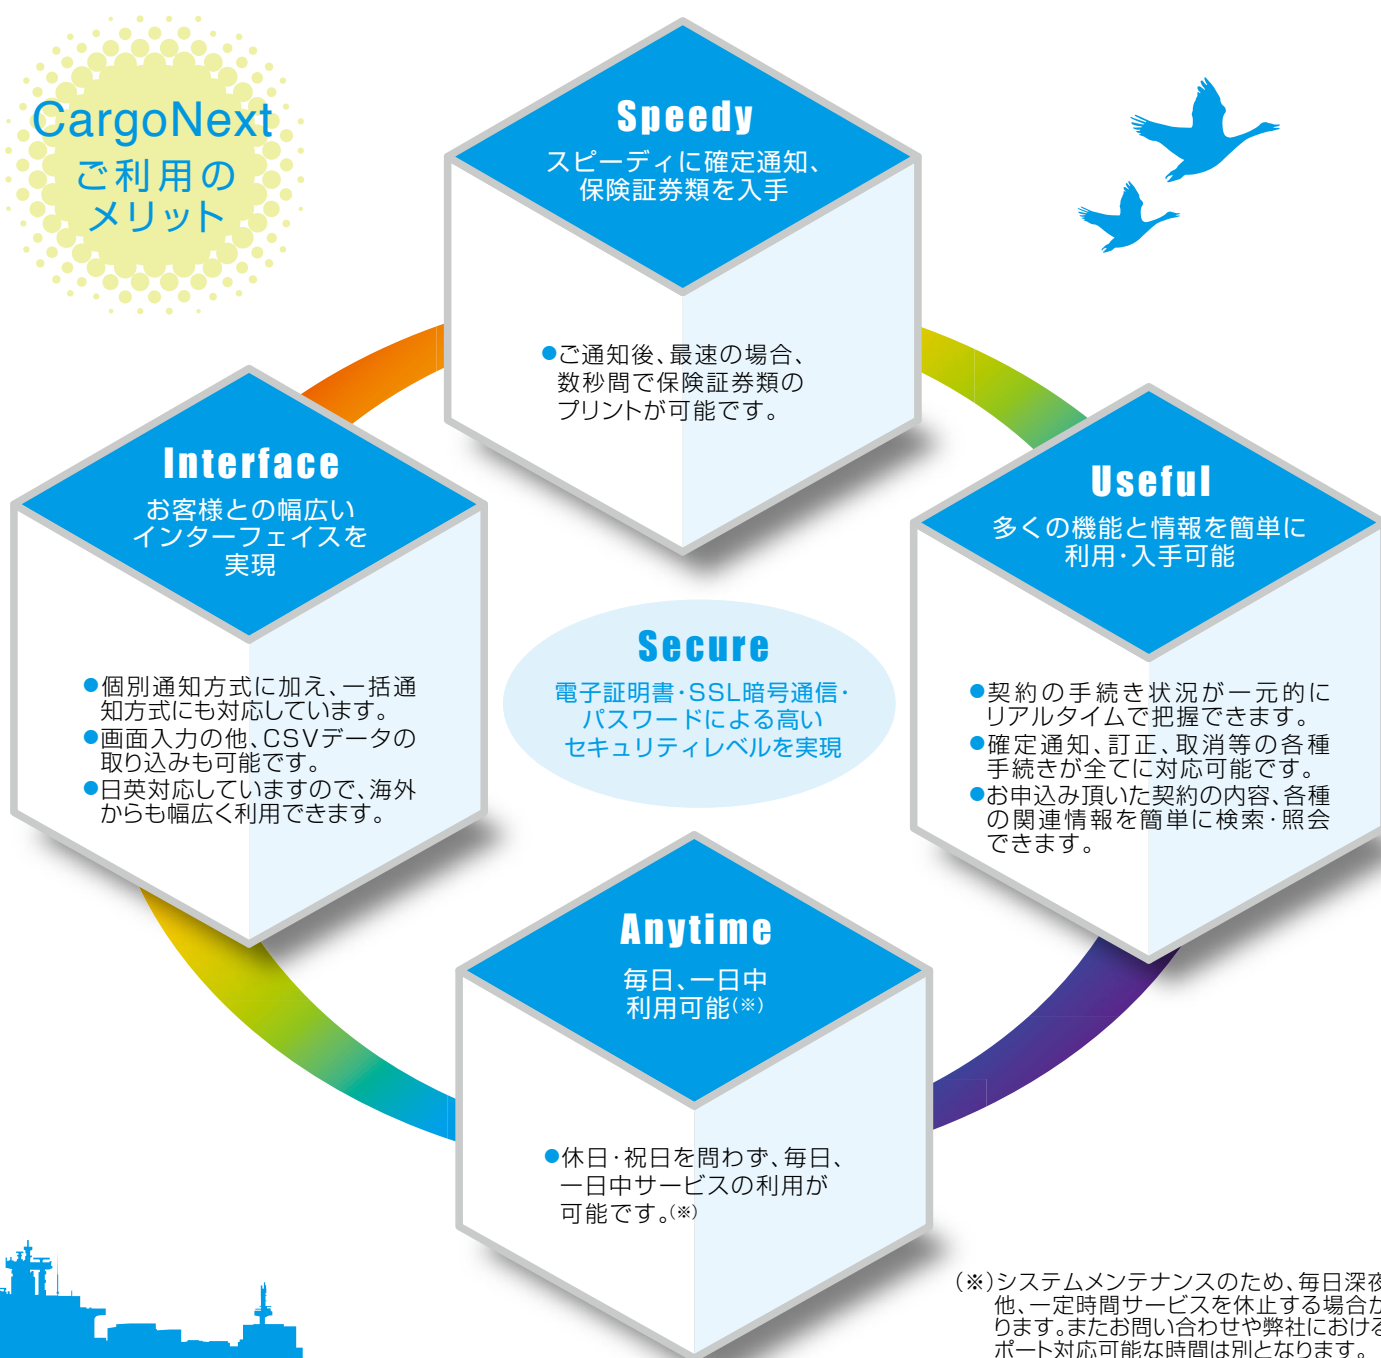 CargoNext
ご利用の
メリット
Speedy
スピーディに確定通知、
保険証券類を入手
●ご通知後、最速の場合、
数秒間で保険証券類の
プリントが可能です。
Interface
お客様との幅広い
インターフェイスを
実現
●個別通知方式に加え、一括通
知方式にも対応しています。
●画面入力の他、CSVデータの
取り込みも可能です。
●日英対応していますので、海外
からも幅広く利用できます。
Secure
電子証明書・SSL暗号通信・
パスワードによる高い
セキュリティレベルを実現
Useful
多くの機能と情報を簡単に
利用・入手可能
●契約の手続き状況が一元的に
リアルタイムで把握できます。
●確定通知、訂正、取消等の各種
手続きが全てに対応可能です。
●お申込み頂いた契約の内容、各種
の関連情報を簡単に検索・照会
できます。
Anytime
毎日、一日中
利用可能(※)
●休日・祝日を問わず、毎日、
一日中サービスの利用が
可能です。(※)
(※)システムメンテナンスのため、毎日深夜
他、一定時間サービスを休止する場合が
ります。またお問い合わせや弊社における
ポート対応可能な時間は別となります。